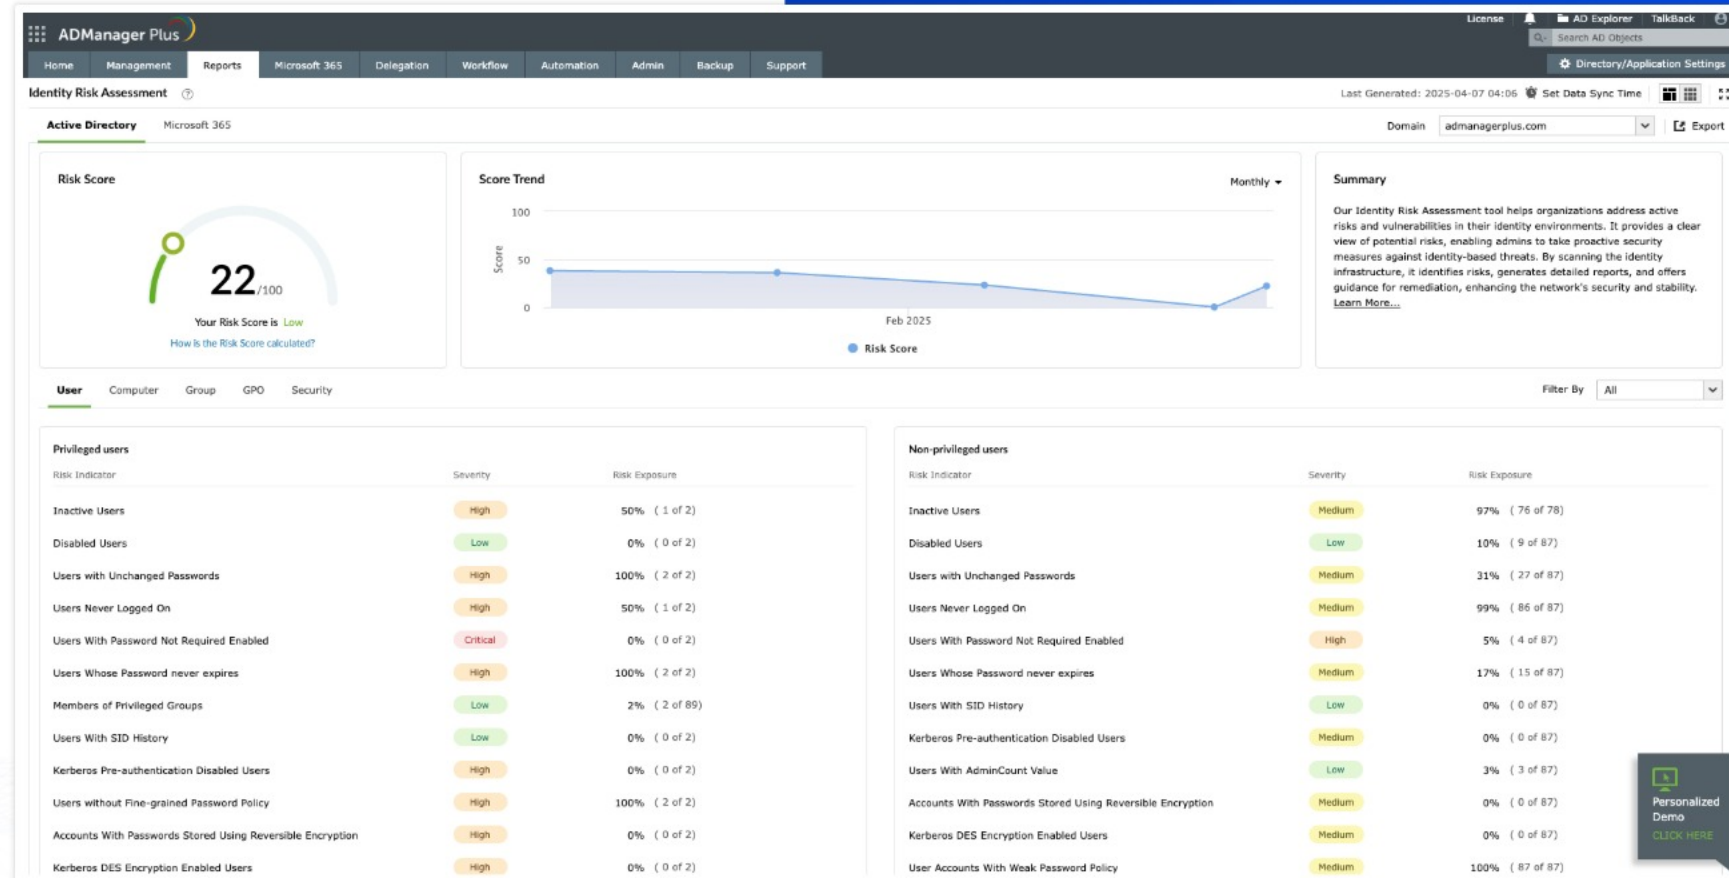 License AD Explorer TalkBack
ADManager Plus
Search AD Objects
Home Management Reports Microsoft 365 Delegation Workflow Automation Admin Backup Support
Directory/Application Settings
Identity Risk Assessment ?
Last Generated: 2025-04-07 04:06 Set Data Sync Time
Active Directory Microsoft 365
Domain admanagerplus.com Export
Risk Score
22/100
Your Risk Score is Low
How is the Risk Score calculated?
Score Trend
Monthly
100
50
0
Score
Feb 2025
Risk Score
Summary
Our Identity Risk Assessment tool helps organizations address active
risks and vulnerabilities in their identity environments. It provides a clear
view of potential risks, enabling admins to take proactive security
measures against identity-based threats. By scanning the identity
infrastructure, it identifies risks, generates detailed reports, and offers
guidance for remediation, enhancing the network's security and stability.
Learn More...
User Computer Group GPO Security
Filter By All
Privileged users
Risk Indicator Severity Risk Exposure
Inactive Users High 50% ( 1 of 2)
Disabled Users Low 0% ( 0 of 2)
Users with Unchanged Passwords High 100% ( 2 of 2)
Users Never Logged On High 50% ( 1 of 2)
Users With Password Not Required Enabled Critical 0% ( 0 of 2)
Users Whose Password never expires High 100% ( 2 of 2)
Members of Privileged Groups Low 2% ( 2 of 89)
Users With SID History Low 0% ( 0 of 2)
Kerberos Pre-authentication Disabled Users High 0% ( 0 of 2)
Users without Fine-grained Password Policy High 100% ( 2 of 2)
Accounts With Passwords Stored Using Reversible Encryption High 0% ( 0 of 2)
Kerberos DES Encryption Enabled Users High 0% ( 0 of 2)
Non-privileged users
Risk Indicator Severity Risk Exposure
Inactive Users Medium 97% ( 76 of 78)
Disabled Users Low 10% ( 9 of 87)
Users with Unchanged Passwords Medium 31% ( 27 of 87)
Users Never Logged On Medium 99% ( 86 of 87)
Users With Password Not Required Enabled High 5% ( 4 of 87)
Users Whose Password never expires Medium 17% ( 15 of 87)
Users With SID History Low 0% ( 0 of 87)
Kerberos Pre-authentication Disabled Users Medium 0% ( 0 of 87)
Users With AdminCount Value Low 3% ( 3 of 87)
Accounts With Passwords Stored Using Reversible Encryption Medium 0% ( 0 of 87)
Kerberos DES Encryption Enabled Users Medium 0% ( 0 of 87)
User Accounts With Weak Password Policy Medium 100% ( 87 of 87)
Personalized
Demo
CLICK HERE